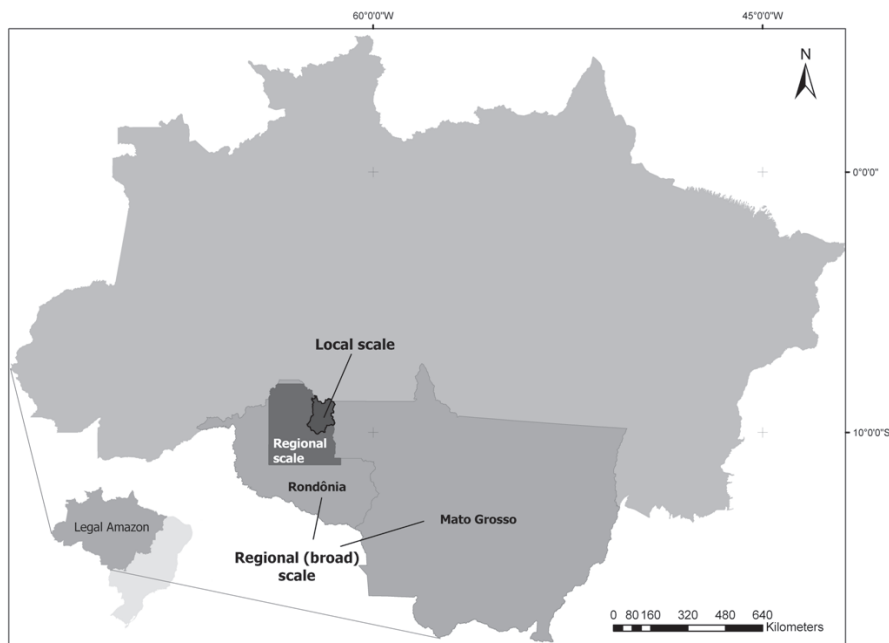 60°0'0"W
45°0'0"W
N
0°0'0"
Local scale
10°0'0"S
Regional
scale
Rondônia
Legal Amazon
Mato Grosso
Regional (broad)
scale
0 80 160 320 480 640
Kilometers